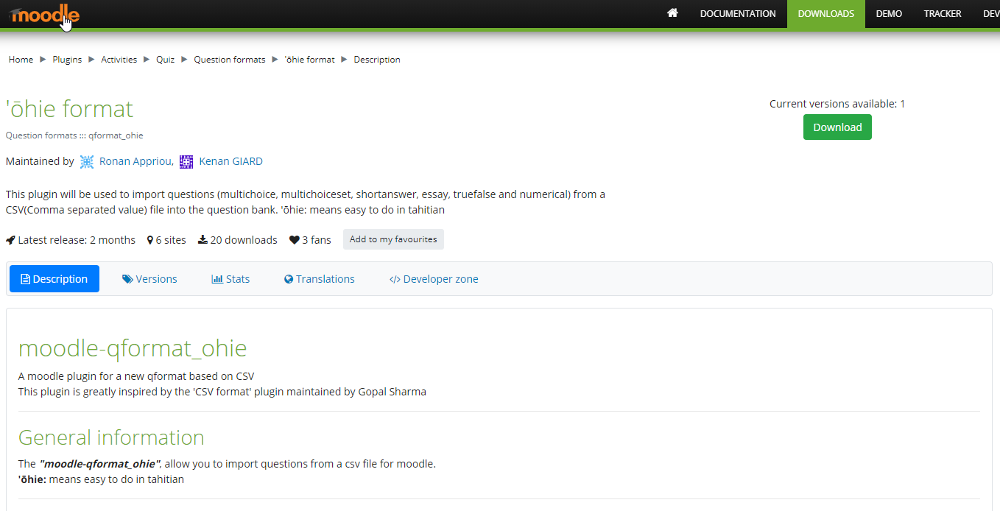 moodle
DOCUMENTATION DOWNLOADS DEMO TRACKER DEV
Home Plugins Activities Quiz Question formats 'ōhie format Description
'ōhie format
Current versions available: 1
Download
Question formats ::: qformat_ohie
Maintained by Ronan Appriou, Kenan GIARD
This plugin will be used to import questions (multichoice, multichoiceset, shortanswer, essay, truefalse and numerical) from a
CSV(Comma separated value) file into the question bank. 'ōhie: means easy to do in tahitian
Latest release: 2 months 6 sites 20 downloads 3 fans Add to my favourites
Description Versions Stats Translations </> Developer zone
moodle-qformat_ohie
A moodle plugin for a new qformat based on CSV
This plugin is greatly inspired by the 'CSV format' plugin maintained by Gopal Sharma
General information
The "moodle-qformat_ohie", allow you to import questions from a csv file for moodle.
'ōhie: means easy to do in tahitian